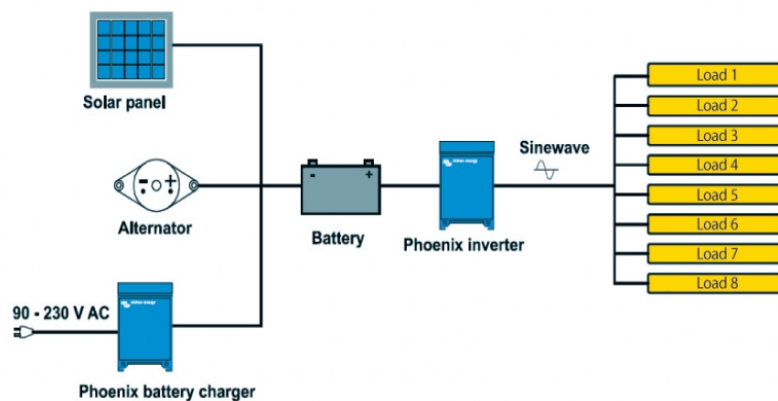 Solar panel
Alternator
90 - 230 V AC
Phoenix battery charger
- +
Battery
Phoenix inverter
Sinewave
Load 1
Load 2
Load 3
Load 4
Load 5
Load 6
Load 7
Load 8